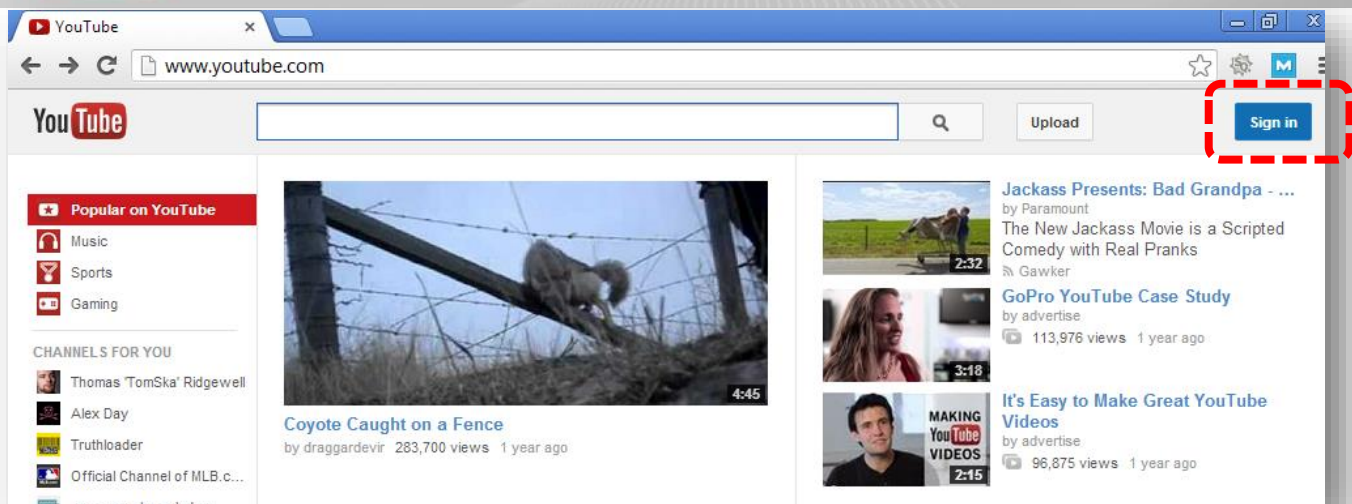 YouTube
www.youtube.com
YouTube
Upload
Sign in
Popular on YouTube
Music
Sports
Gaming
CHANNELS FOR YOU
Thomas 'TomSka' Ridgewell
Alex Day
Truthloader
Official Channel of MLB.c...
4:45
Coyote Caught on a Fence
by draggardevir 283,700 views 1 year ago
2:32
Jackass Presents: Bad Grandpa - ...
by Paramount
The New Jackass Movie is a Scripted
Comedy with Real Pranks
Gawker
3:18
GoPro YouTube Case Study
by advertise
113,976 views 1 year ago
MAKING
YouTube
VIDEOS
2:15
It's Easy to Make Great YouTube
Videos
by advertise
96,875 views 1 year ago